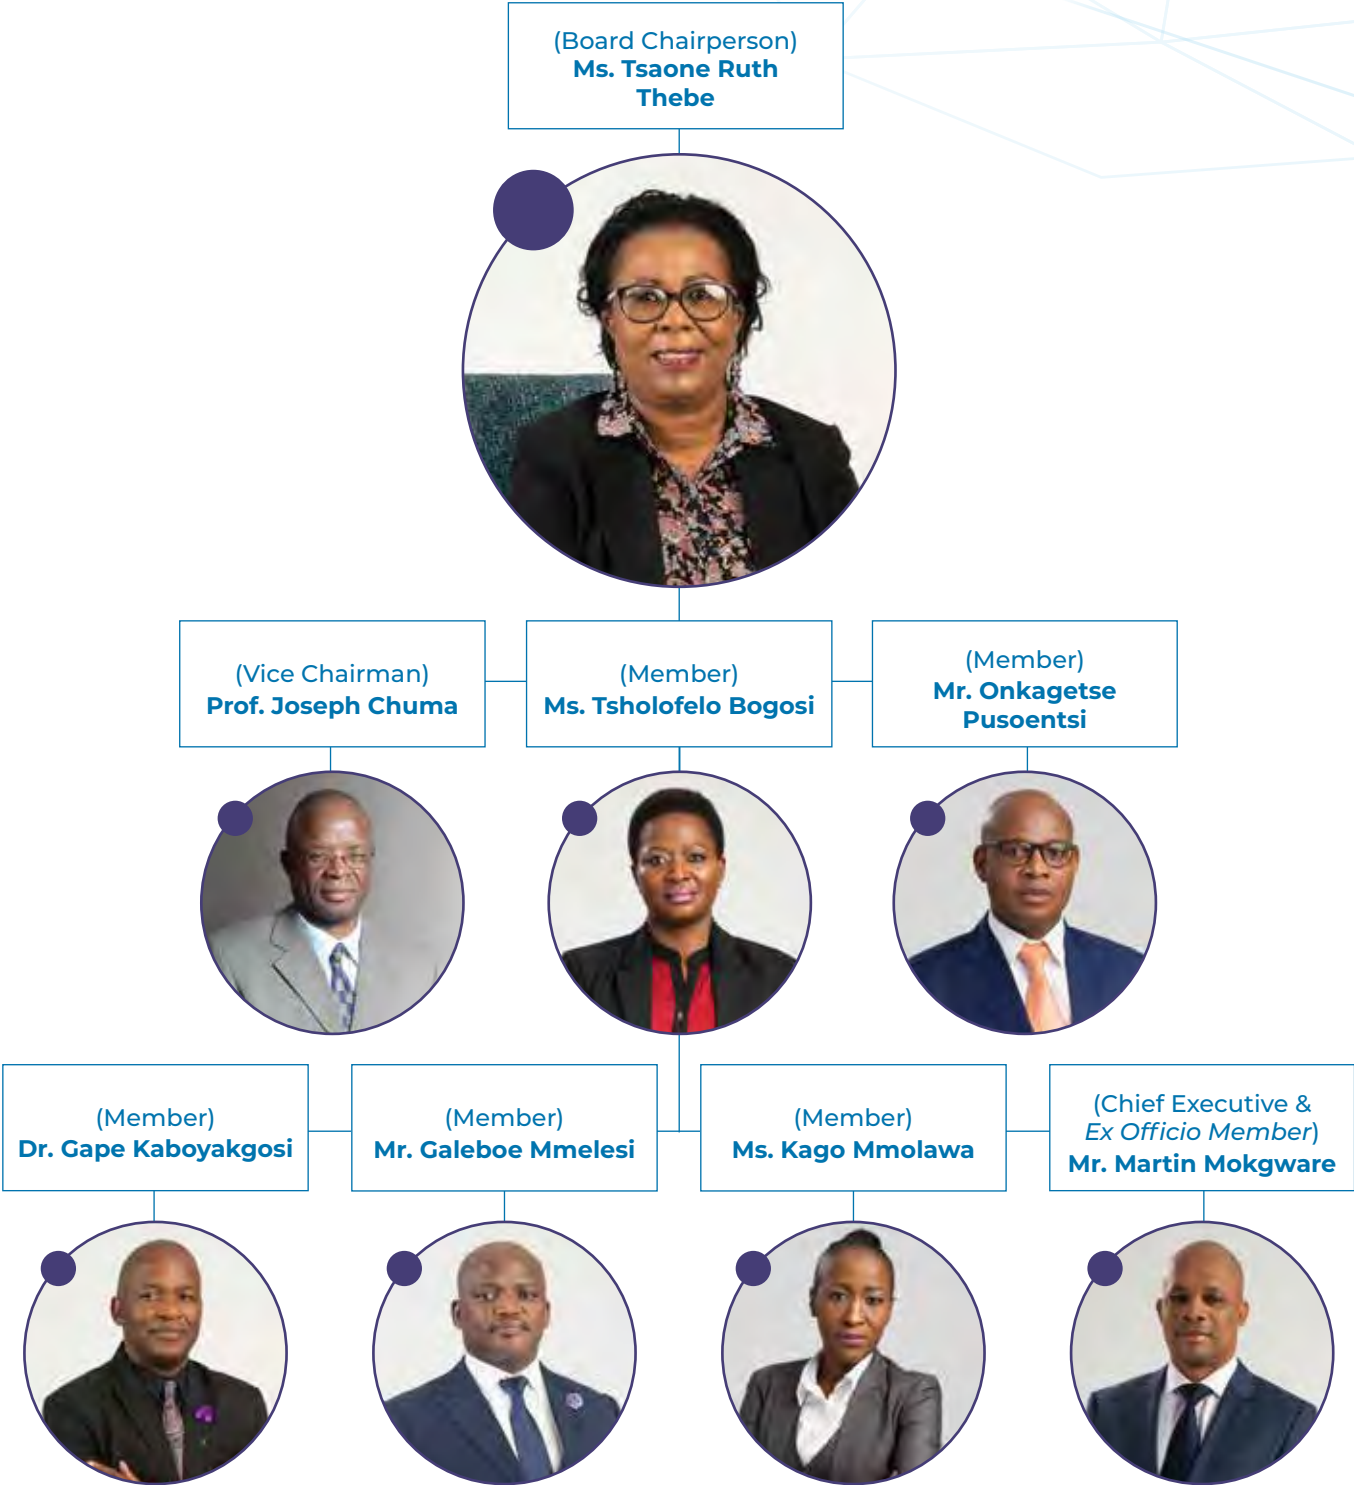 (Board Chairperson)
Ms. Tsaone Ruth
Thebe
(Vice Chairman)
Prof. Joseph Chuma
(Member)
Ms. Tsholofelo Bogosi
(Member)
Mr. Onkagetse
Pusoentsi
(Member)
Dr. Gape Kaboyakgosi
(Member)
Mr. Galeboe Mmelesi
(Member)
Ms. Kago Mmolawa
(Chief Executive &
Ex Officio Member)
Mr. Martin Mokgware